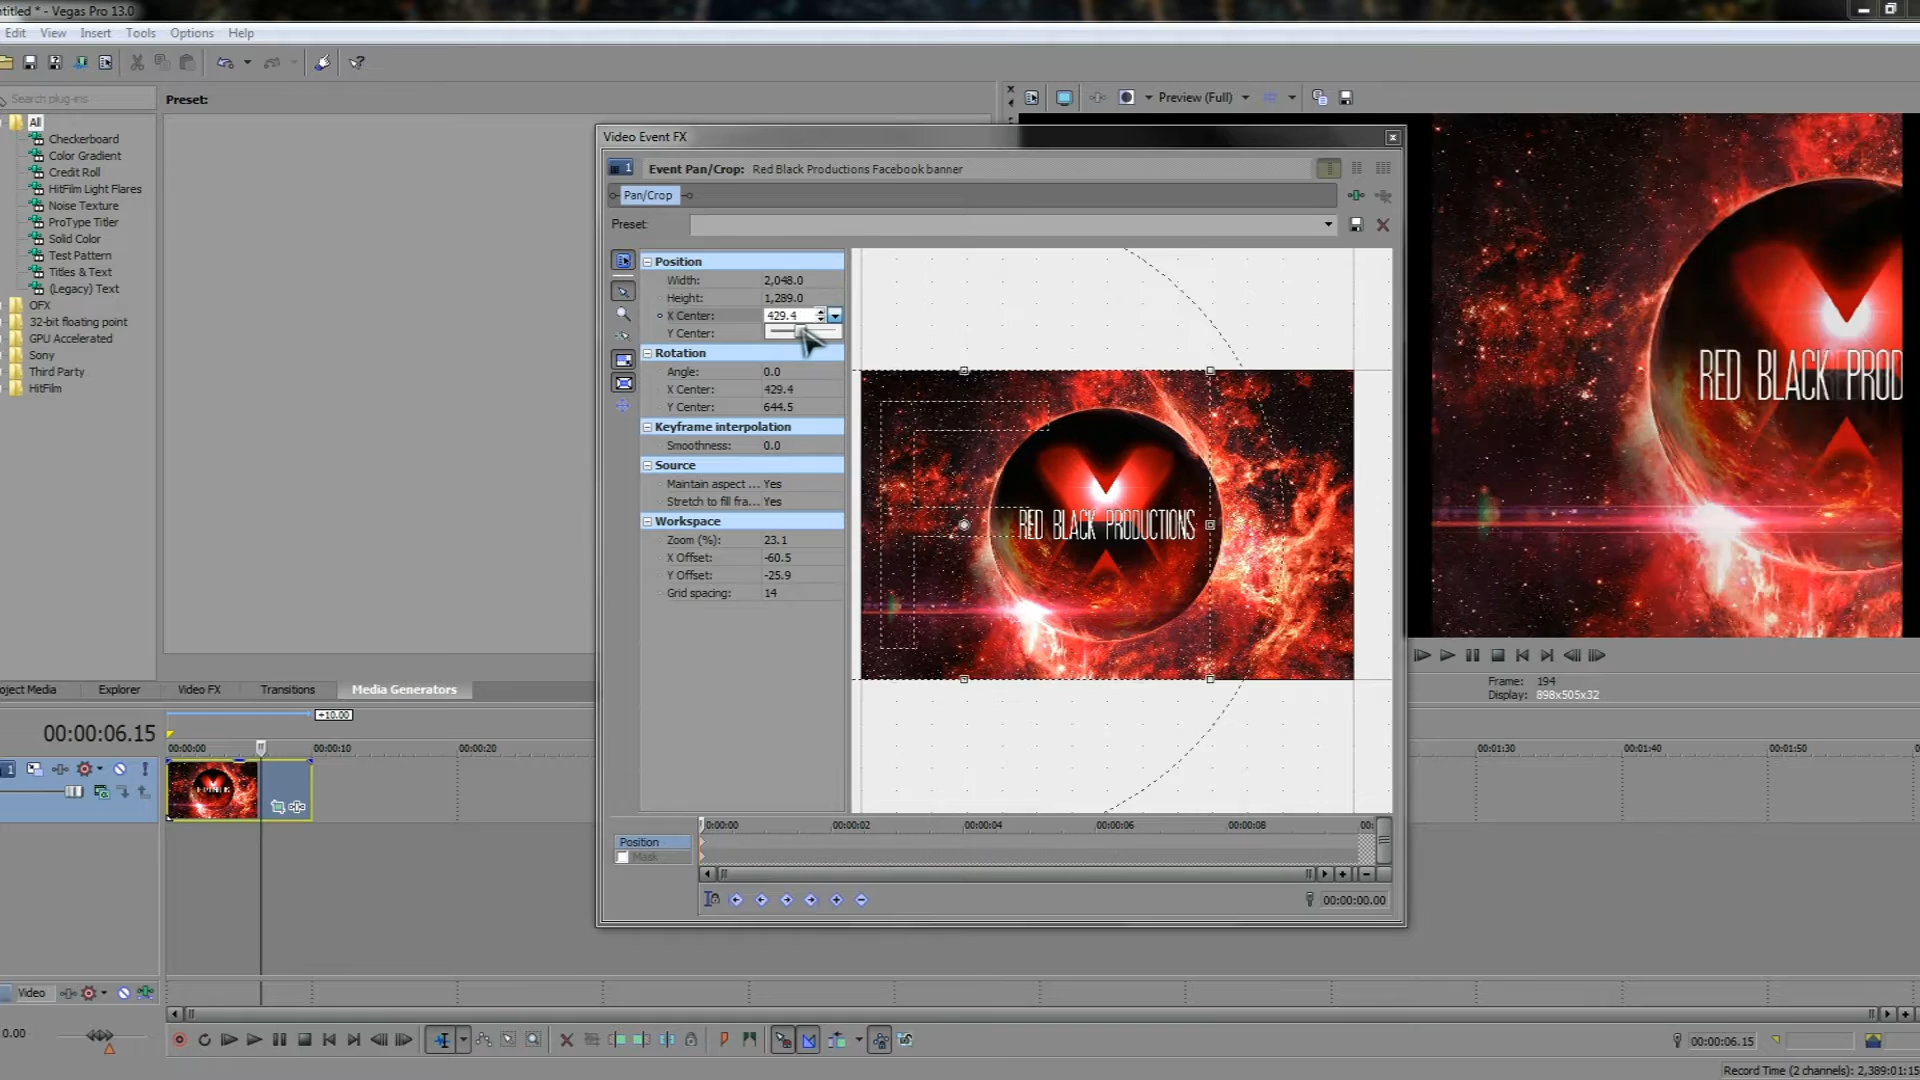 ntitled * - Vegas Pro 13.0
Edit View Insert Tools Options Help
Search plug-ins
Preset:
Preview (Full)
All
Checkerboard
Color Gradient
Credit Roll
HitFilm Light Flares
Noise Texture
ProType Titler
Solid Color
Test Pattern
Titles & Text
(Legacy) Text
OFX
32-bit floating point
GPU Accelerated
Sony
Third Party
HitFilm
Video Event FX
1 Event Pan/Crop: Red Black Productions Facebook banner
Pan/Crop
Preset:
Position
Width: 2,048.0
Height: 1,289.0
X Center: 429.4
Y Center:
Rotation
Angle: 0.0
X Center: 429.4
Y Center: 644.5
Keyframe interpolation
Smoothness: 0.0
Source
Maintain aspect ... Yes
Stretch to fill fra... Yes
Workspace
Zoom (%): 23.1
X Offset: -60.5
Y Offset: -25.9
Grid spacing: 14
RED BLACK PRODUCTIONS
RED BLACK PROD
Position
Mask
0:00:00 00:00:02 00:00:04 00:00:06 00:00:08 00:
00:00:00.00
Frame: 194
Display: 898x505x32
oject Media Explorer Video FX Transitions Media Generators
00:00:06.15
+10.00
00:00:00 00:00:10 00:00:20 00:01:30 00:01:40 00:01:50
1
Video
0.00
00:00:06.15
Record Time (2 channels): 2,389:01:15